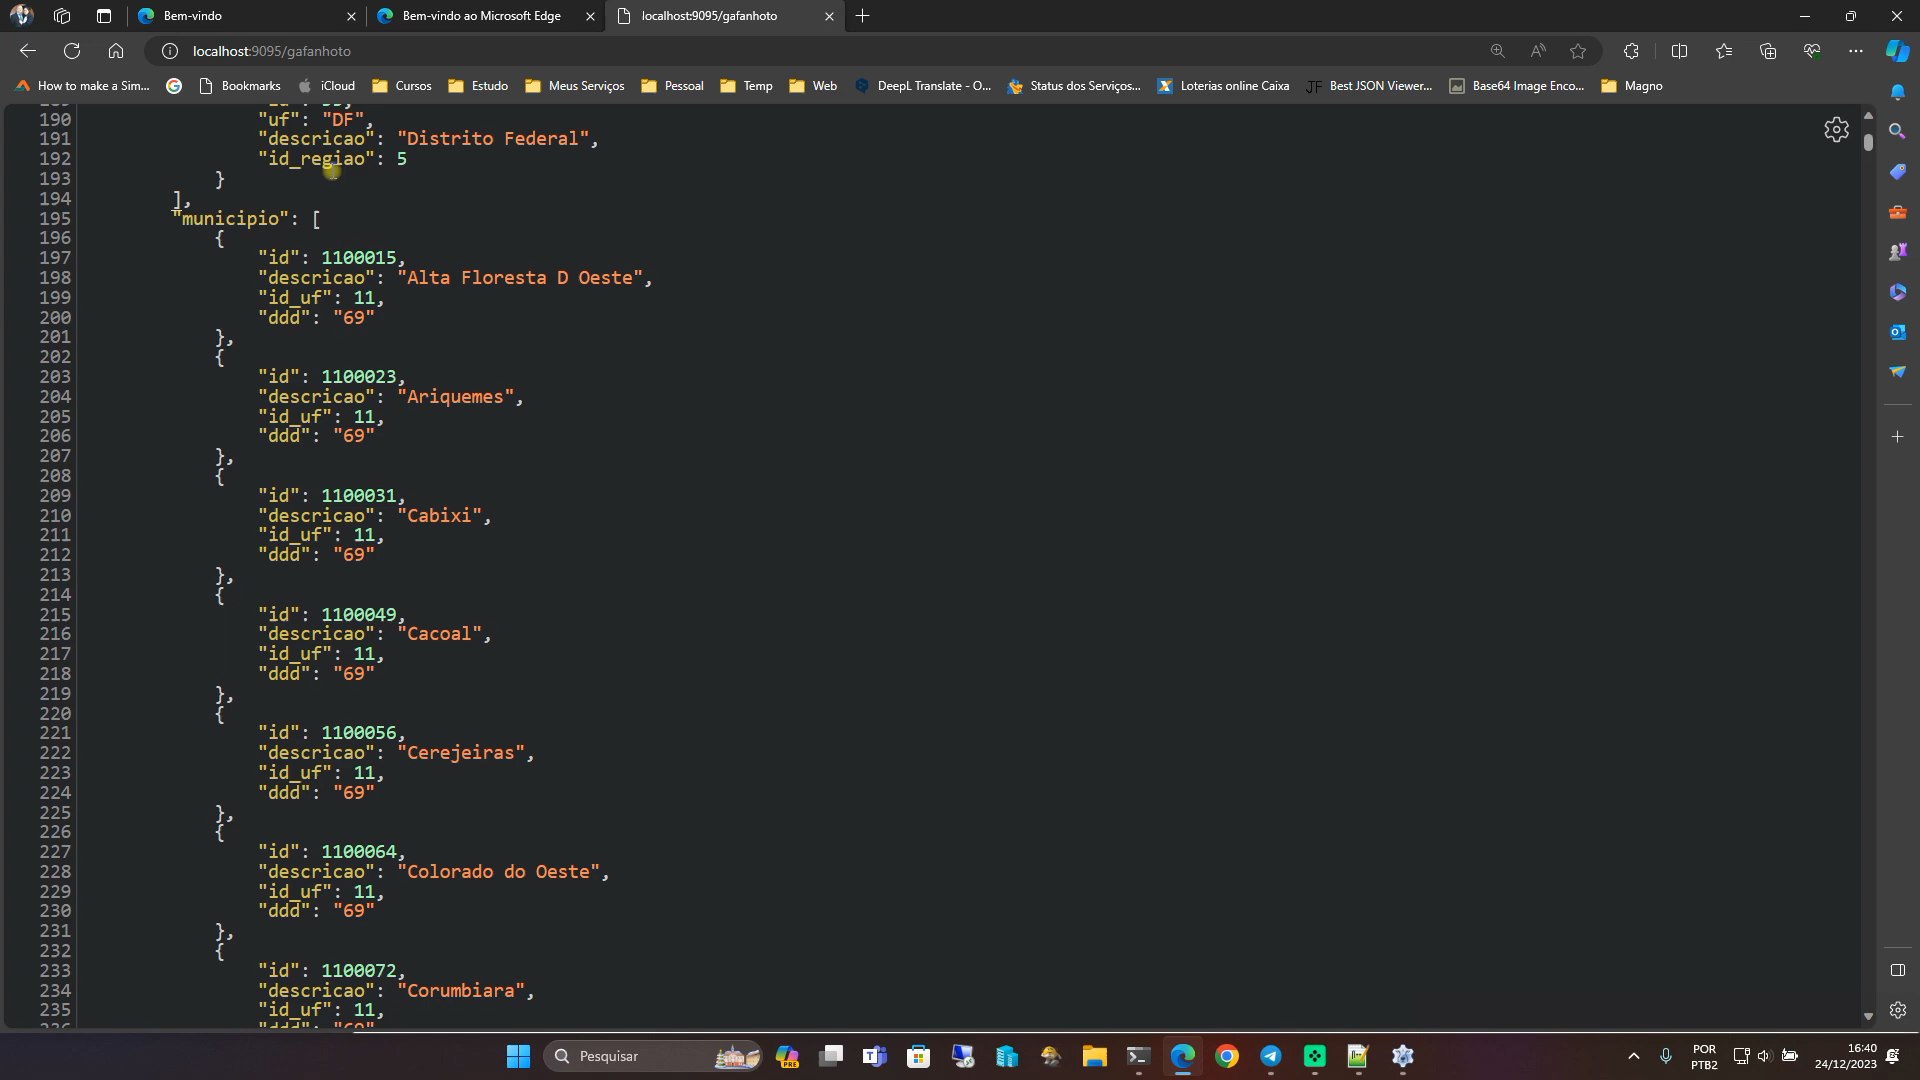 Bem-vindo
Bem-vindo ao Microsoft Edge
localhost:9095/gafanhoto
localhost:9095/gafanhoto
How to make a Sim...
Bookmarks
iCloud
Cursos
Estudo
Meus Serviços
Pessoal
Temp
Web
DeepL Translate - O...
Status dos Serviços...
Loterias online Caixa
JF Best JSON Viewer...
Base64 Image Enco...
Magno
190 "uf": "DF",
191 "descricao": "Distrito Federal",
192 "id_regiao": 5
193 }
194 ],
195 "municipio": [
196 {
197 "id": 1100015,
198 "descricao": "Alta Floresta D Oeste",
199 "id_uf": 11,
200 "ddd": "69"
201 },
202 {
203 "id": 1100023,
204 "descricao": "Ariquemes",
205 "id_uf": 11,
206 "ddd": "69"
207 },
208 {
209 "id": 1100031,
210 "descricao": "Cabixi",
211 "id_uf": 11,
212 "ddd": "69"
213 },
214 {
215 "id": 1100049,
216 "descricao": "Cacoal",
217 "id_uf": 11,
218 "ddd": "69"
219 },
220 {
221 "id": 1100056,
222 "descricao": "Cerejeiras",
223 "id_uf": 11,
224 "ddd": "69"
225 },
226 {
227 "id": 1100064,
228 "descricao": "Colorado do Oeste",
229 "id_uf": 11,
230 "ddd": "69"
231 },
232 {
233 "id": 1100072,
234 "descricao": "Corumbiara",
235 "id_uf": 11,
Pesquisar
PRE
POR
PTB2
16:40
24/12/2023